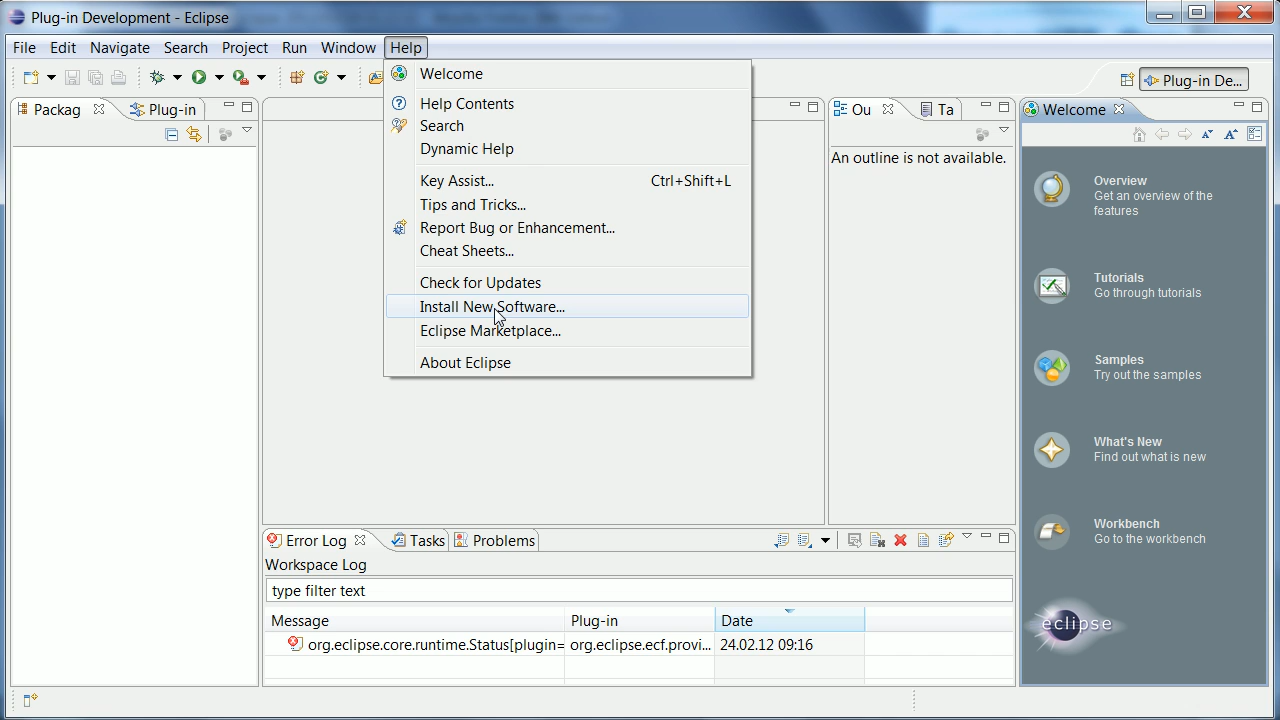 Plug-in Development - Eclipse
File Edit Navigate Search Project Run Window Help
Plug-in De...
Welcome
Help Contents
Search
Dynamic Help
Key Assist... Ctrl+Shift+L
Tips and Tricks...
Report Bug or Enhancement...
Cheat Sheets...
Check for Updates
Install New Software...
Eclipse Marketplace...
About Eclipse
Packag Plug-in
Ou Ta
An outline is not available.
Welcome
Overview
Get an overview of the
features
Tutorials
Go through tutorials
Samples
Try out the samples
What's New
Find out what is new
Workbench
Go to the workbench
eclipse
Error Log Tasks Problems
Workspace Log
type filter text
Message Plug-in Date
org.eclipse.core.runtime.Status[plugin= org.eclipse.ecf.provi... 24.02.12 09:16